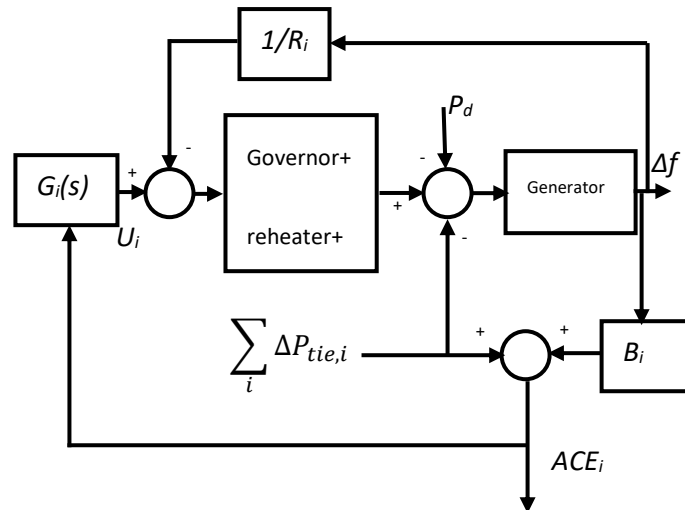 1/Ri
Pd
-
-
Governor+
reheater+
Gi(s)
+
Ui
+
Generator
Δf
-
∑i ΔPtie,i
+
+
Bi
ACEi